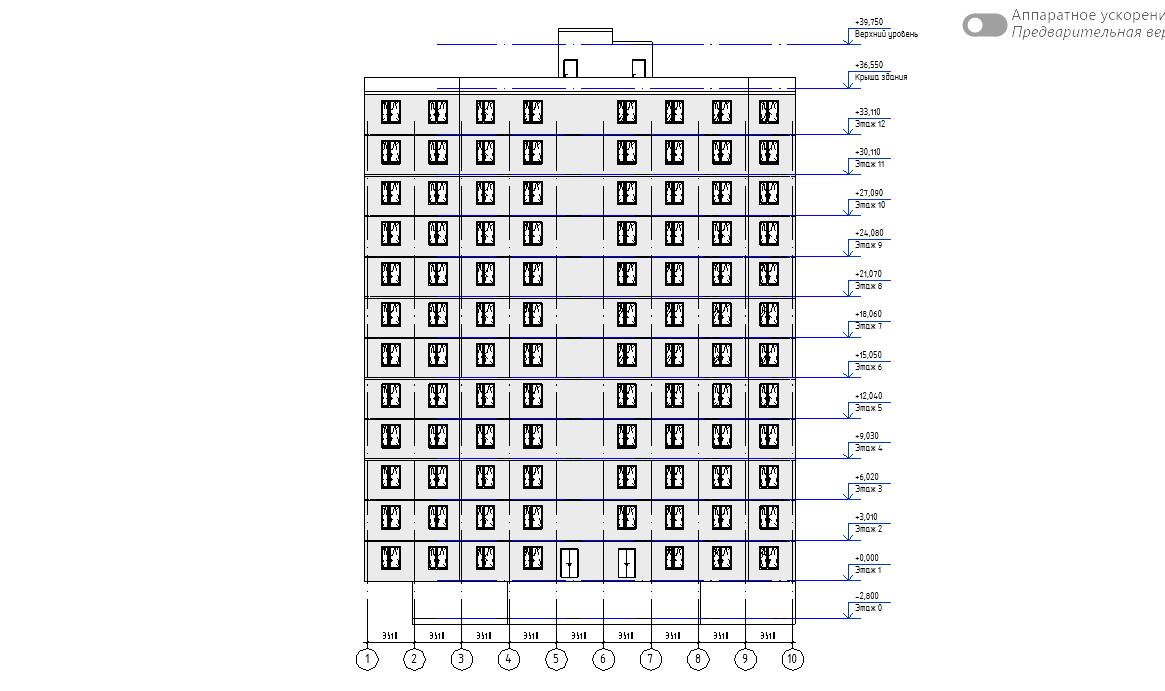 Аппаратное ускорени
Предварительная вер
+39,750
Верхний уровень
+36,550
Крыша здания
+33,110
Этаж 12
+30,110
Этаж 11
+27,090
Этаж 10
+24,080
Этаж 9
+21,070
Этаж 8
+18,060
Этаж 7
+15,050
Этаж 6
+12,040
Этаж 5
+9,030
Этаж 4
+6,020
Этаж 3
+3,010
Этаж 2
+0,000
Этаж 1
-2,800
Этаж 0
1 2 3 4 5 6 7 8 9 10